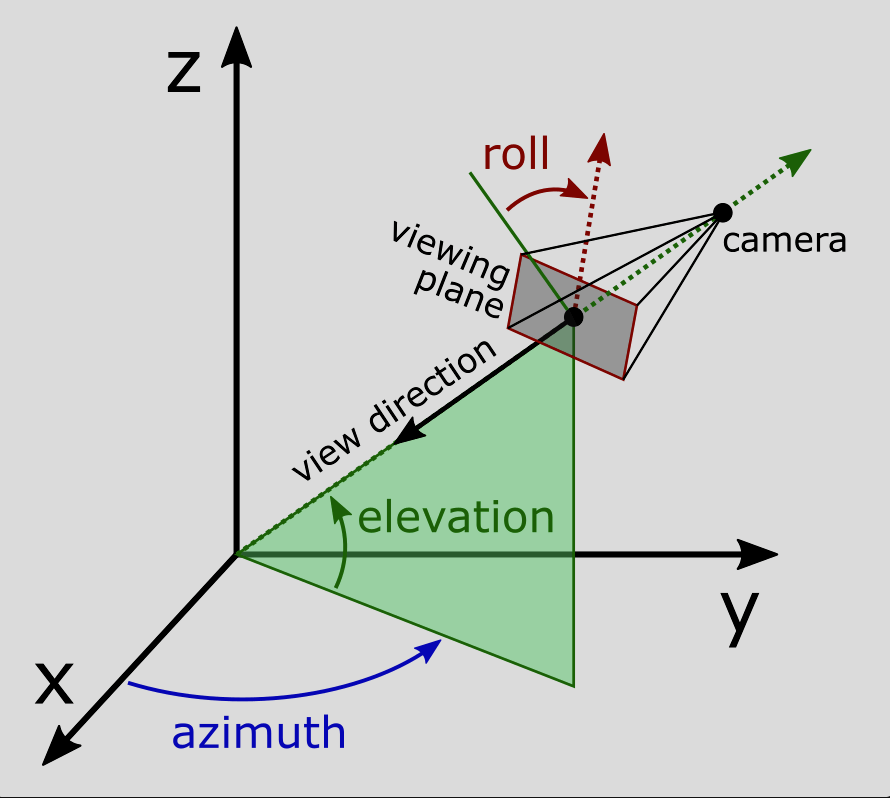 z
roll
viewing
plane
camera
view direction
elevation
y
x
azimuth